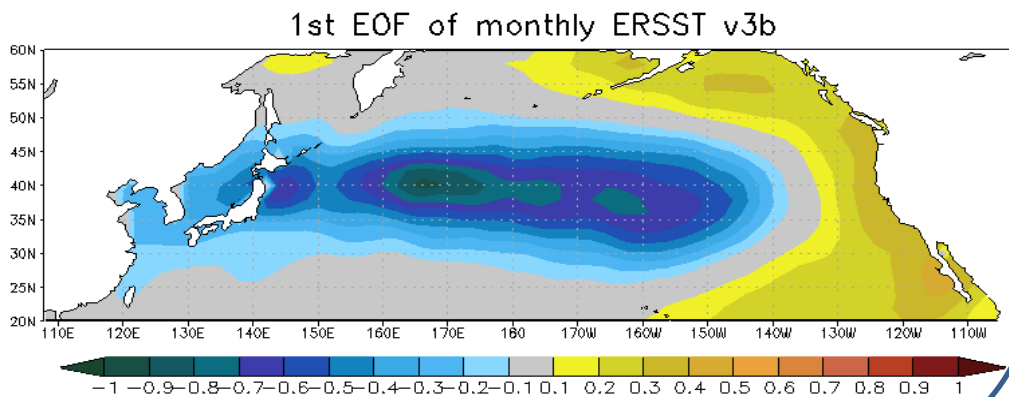 1st EOF of monthly ERSST v3b
60N
55N
50N
45N
40N
35N
30N
25N
20N
110E 120E 130E 140E 150E 160E 170E 180 170W 160W 150W 140W 130W 120W 110W
-1 -0.9 -0.8 -0.7 -0.6 -0.5 -0.4 -0.3 -0.2 -0.1 0.1 0.2 0.3 0.4 0.5 0.6 0.7 0.8 0.9 1